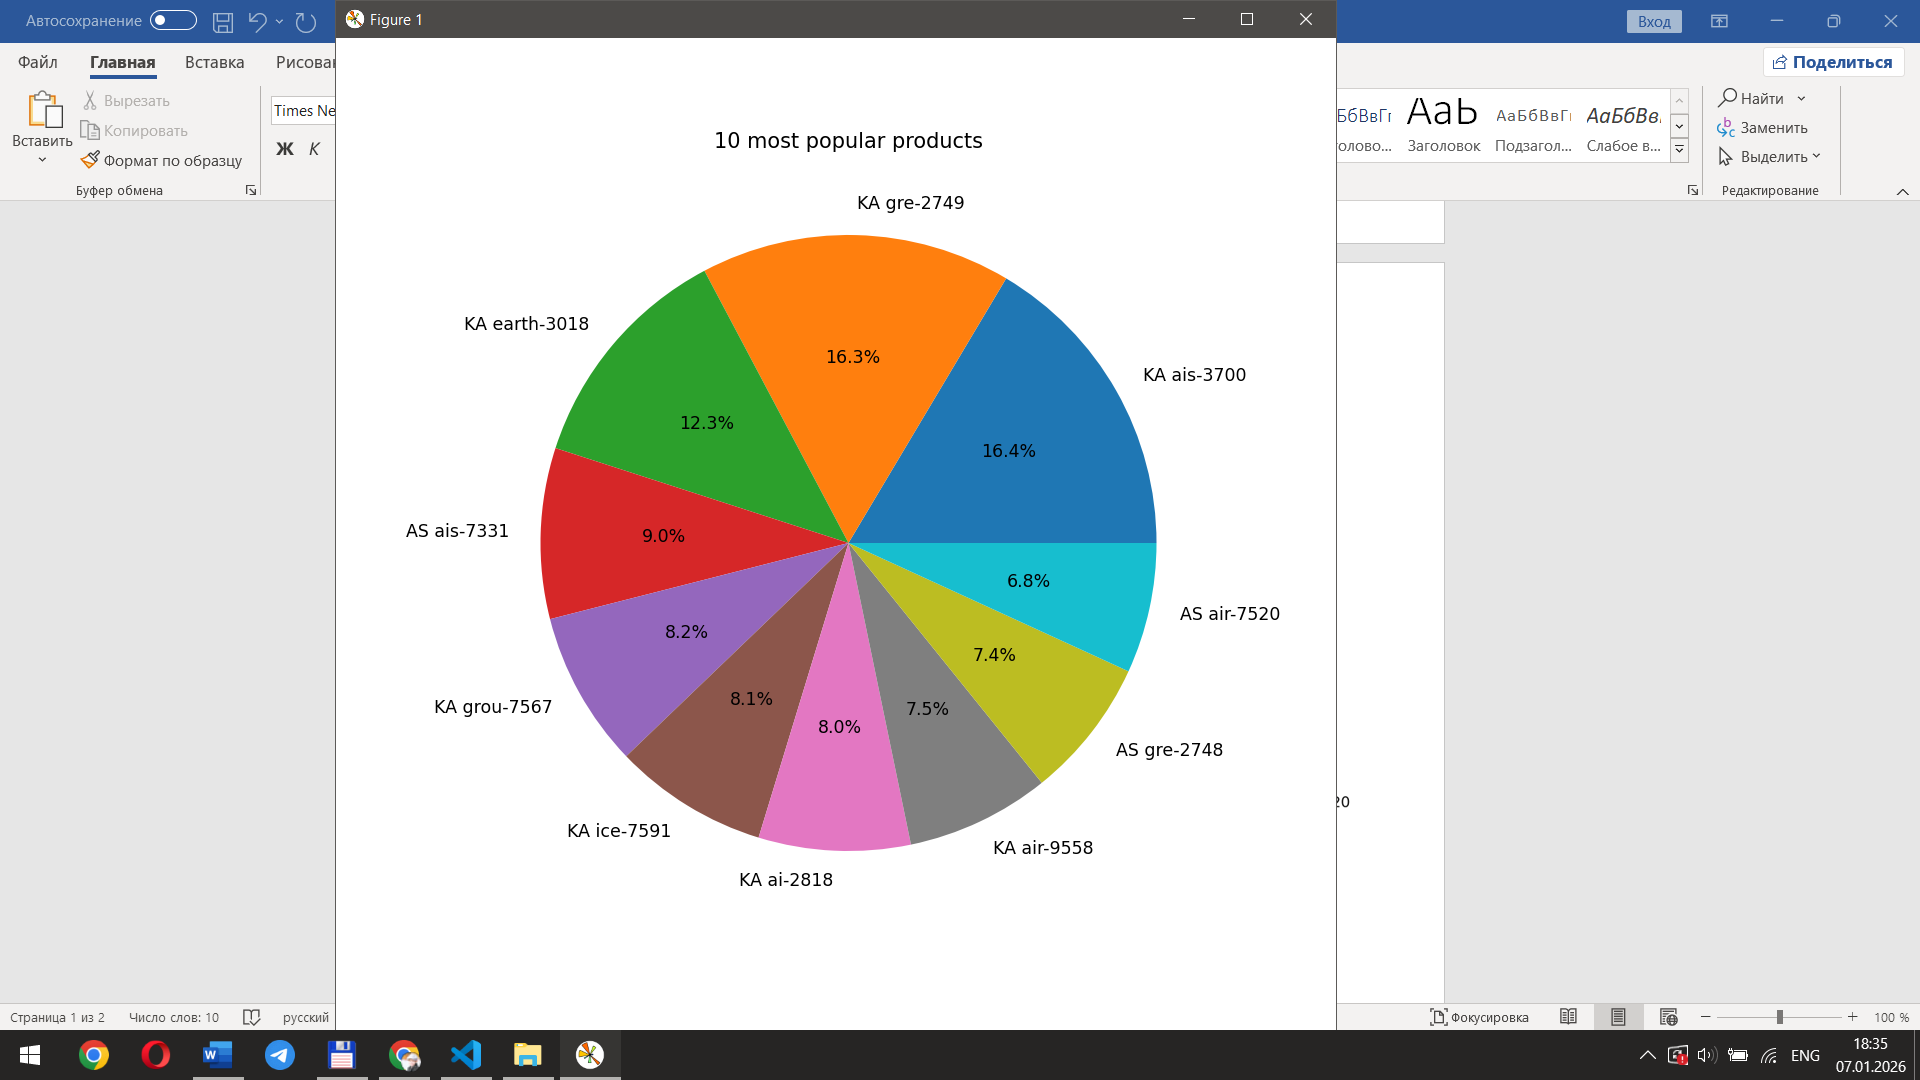 Автосохранение
Figure 1
Вход
Файл
Главная
Вставка
Поделиться
Вставить
Вырезать
Копировать
Формат по образцу
Буфер обмена
Times Ne
Ж К
АаБбВ
Заголовок
Подзагол...
Слабое в...
Найти
Заменить
Выделить
Редактирование
10 most popular products
KA gre-2749
KA earth-3018
KA ais-3700
16.3%
12.3%
16.4%
AS ais-7331
9.0%
6.8%
AS air-7520
8.2%
7.4%
KA grou-7567
8.1%
8.0%
7.5%
AS gre-2748
KA ice-7591
KA air-9558
KA ai-2818
Страница 1 из 2
Число слов: 10
русский
Фокусировка
100 %
ENG
18:35
07.01.2026